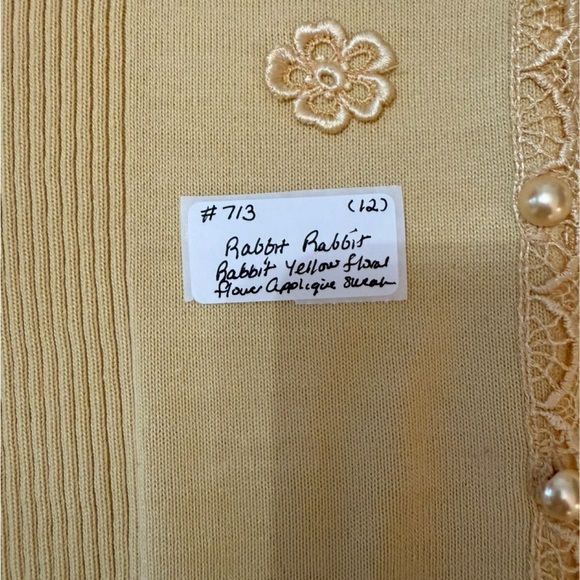 # 713 (12)
Rabbit Rabbit
Rabbit Yellow floral
flower Applique